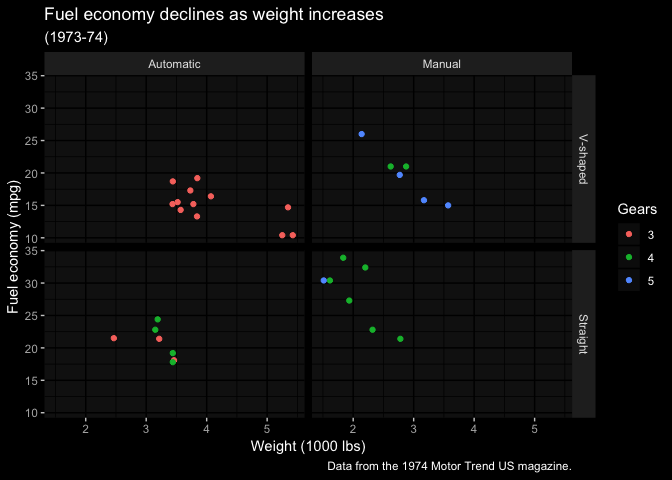 Fuel economy declines as weight increases
(1973-74)
Automatic
Manual
35
30
25
20
15
10
V-shaped
35
30
25
20
15
10
Straight
Fuel economy (mpg)
2 3 4 5
2 3 4 5
Weight (1000 lbs)
Gears
3
4
5
Data from the 1974 Motor Trend US magazine.